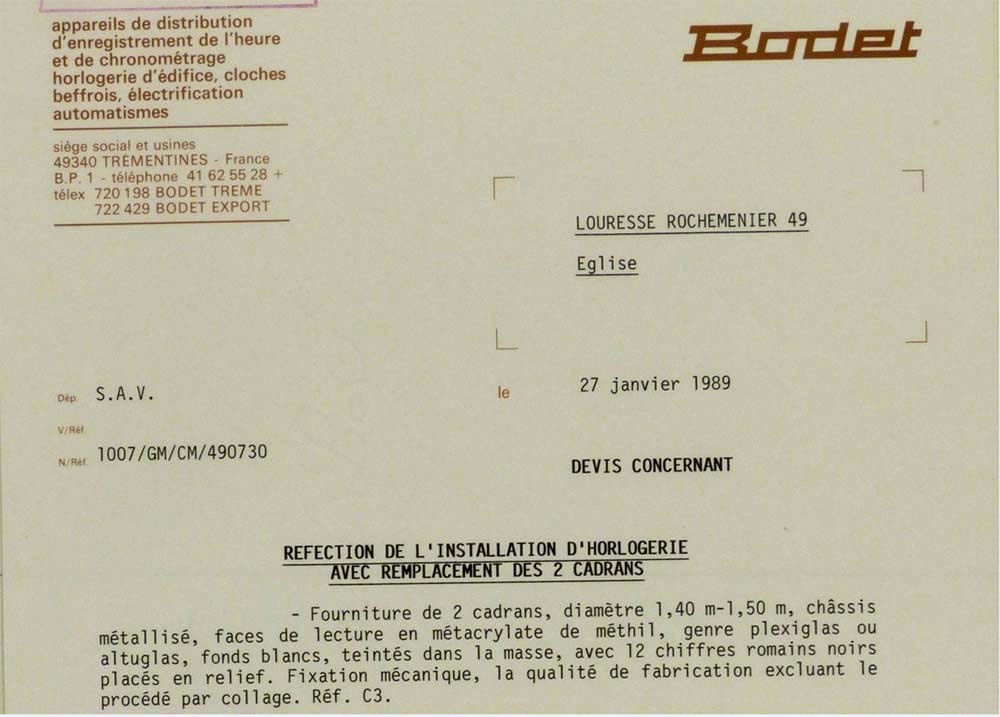 appareils de distribution
d'enregistrement de l'heure
et de chronométrage
horlogerie d'édifice, cloches
beffrois, électrification
automatismes
siège social et usines
49340 TRÉMENTINES - France
B.P. 1 - téléphone 41 62 55 28 +
télex 720 198 BODET TREME
722 429 BODET EXPORT
Bodet
LOURESSE ROCHEMENIER 49
Eglise
Dép. S.A.V.
le 27 janvier 1989
V/Réf.
N/Réf. 1007/GM/CM/490730
DEVIS CONCERNANT
REFECTION DE L'INSTALLATION D'HORLOGERIE
AVEC REMPLACEMENT DES 2 CADRANS
- Fourniture de 2 cadrans, diamètre 1,40 m-1,50 m, châssis
métallisé, faces de lecture en métacrylate de méthil, genre plexiglas ou
altuglas, fonds blancs, teintés dans la masse, avec 12 chiffres romains noirs
placés en relief. Fixation mécanique, la qualité de fabrication excluant le
procédé par collage. Réf. C3.